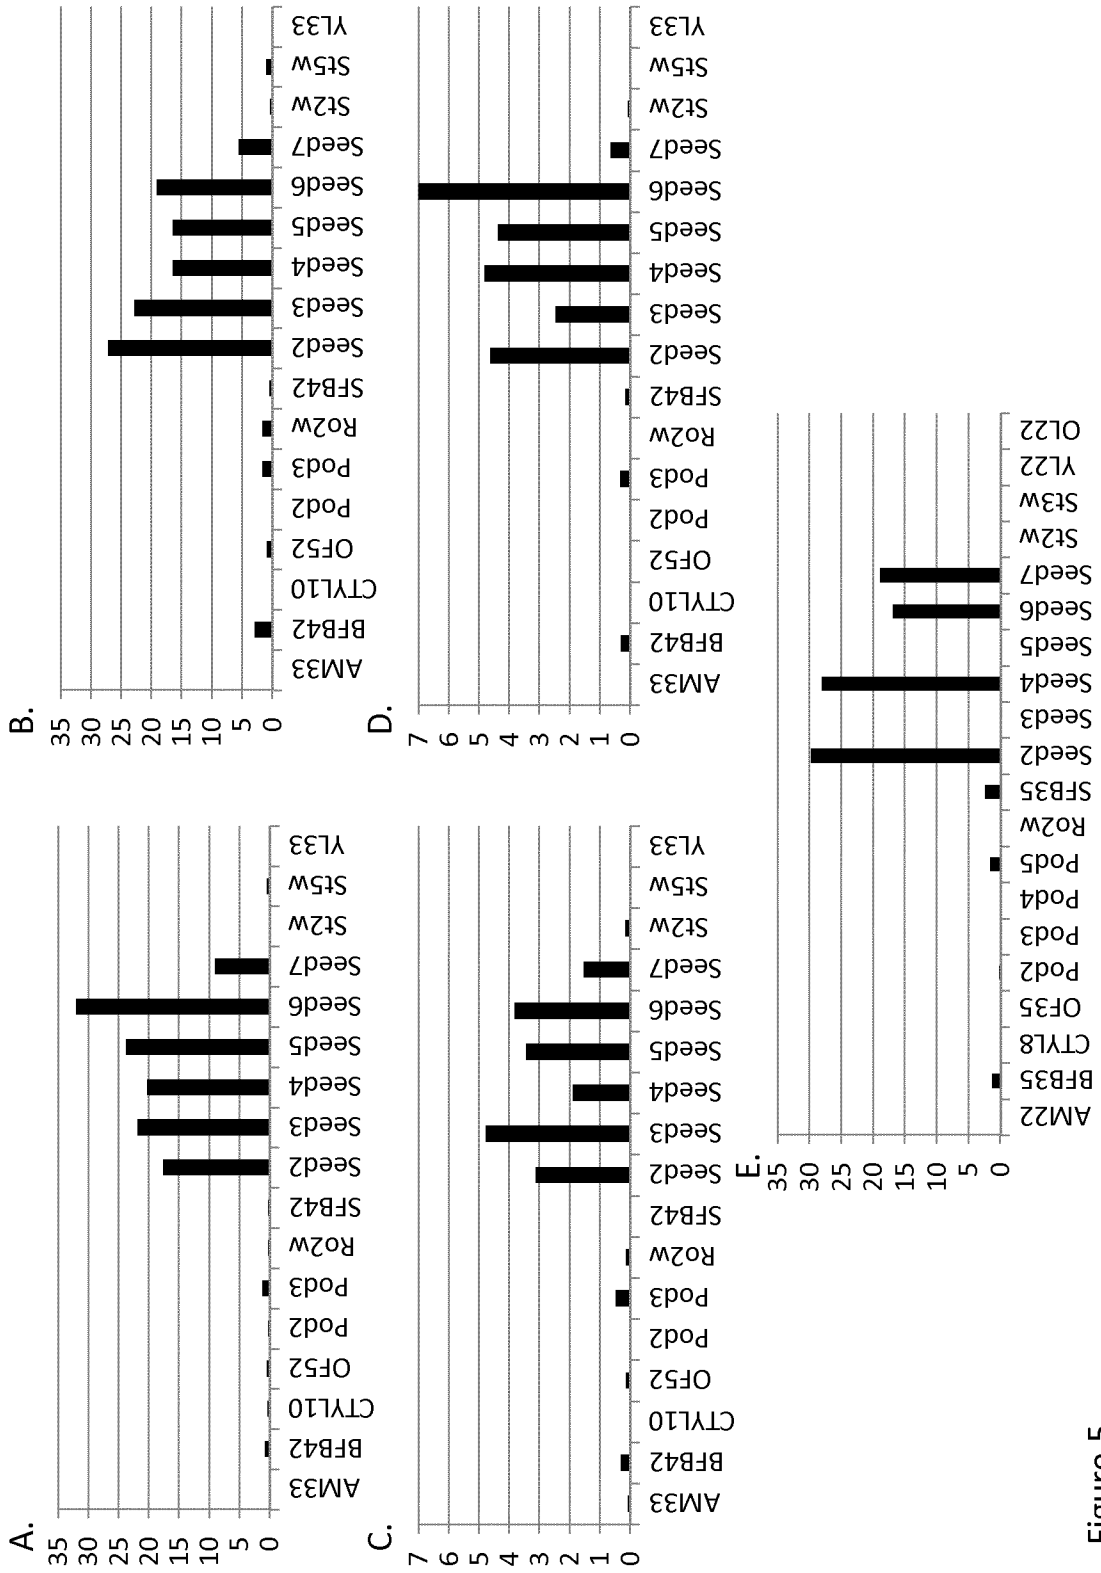 A.
35
30
25
20
15
10
5
0
AM33
BFB42
CTYL10
OF52
Pod2
Pod3
Ro2w
SFB42
Seed2
Seed3
Seed4
Seed5
Seed6
Seed7
St2w
St5w
YL33
B.
35
30
25
20
15
10
5
0
AM33
BFB42
CTYL10
OF52
Pod2
Pod3
Ro2w
SFB42
Seed2
Seed3
Seed4
Seed5
Seed6
Seed7
St2w
St5w
YL33
C.
7
6
5
4
3
2
1
0
AM33
BFB42
CTYL10
OF52
Pod2
Pod3
Ro2w
SFB42
Seed2
Seed3
Seed4
Seed5
Seed6
Seed7
St2w
St5w
YL33
D.
7
6
5
4
3
2
1
0
AM33
BFB42
CTYL10
OF52
Pod2
Pod3
Ro2w
SFB42
Seed2
Seed3
Seed4
Seed5
Seed6
Seed7
St2w
St5w
YL33
E.
35
30
25
20
15
10
5
0
AM22
BFB35
CTYL8
OF35
Pod2
Pod3
Pod4
Pod5
Ro2w
SFB35
Seed2
Seed3
Seed4
Seed5
Seed6
Seed7
St2w
St3w
YL22
OL22
Figure 5